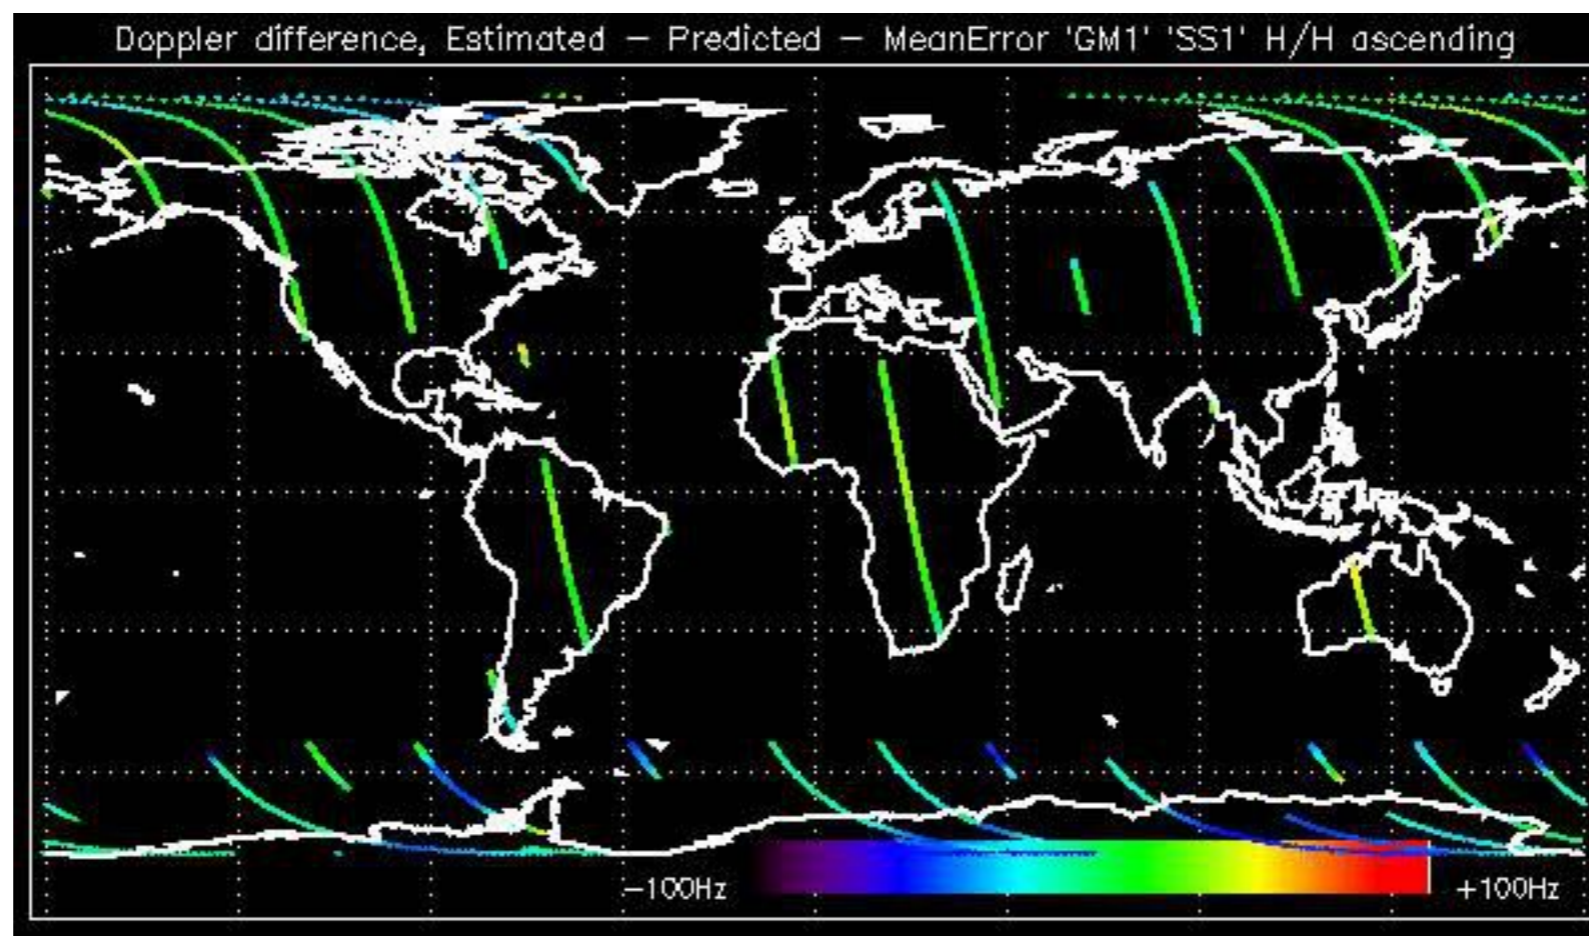 Doppler difference, Estimated – Predicted – MeanError 'GM1' 'SS1' H/H ascending
–100Hz +100Hz